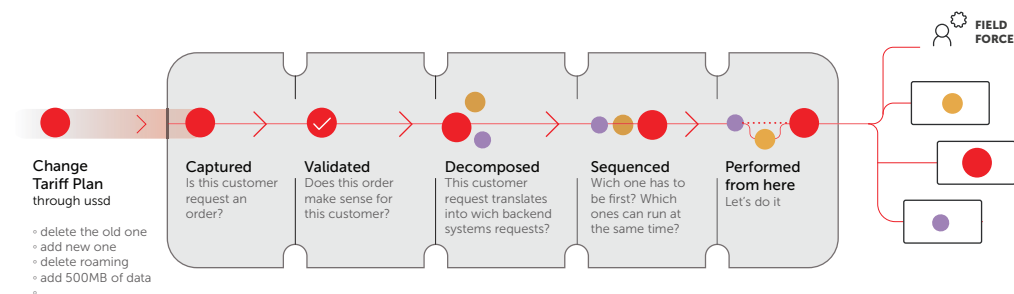 FIELD
FORCE
Change
Tariff Plan
through ussd
◦ delete the old one
◦ add new one
◦ delete roaming
◦ add 500MB of data
◦
Captured
Is this customer
request an
order?
Validated
Does this order
make sense for
this customer?
Decomposed
This customer
request translates
into wich backend
systems requests?
Sequenced
Wich one has to
be first? Which
ones can run at
the same time?
Performed
from here
Let's do it